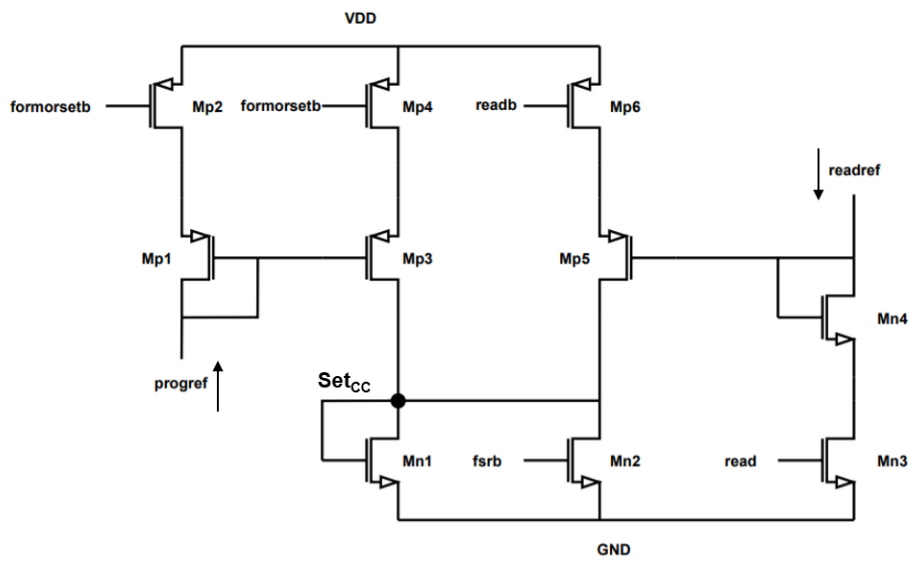 VDD
formorsetb
Mp2
formorsetb
Mp4
readb
Mp6
readref
Mp1
Mp3
Mp5
Mn4
progref
SetCC
Mn1
fsrb
Mn2
read
Mn3
GND